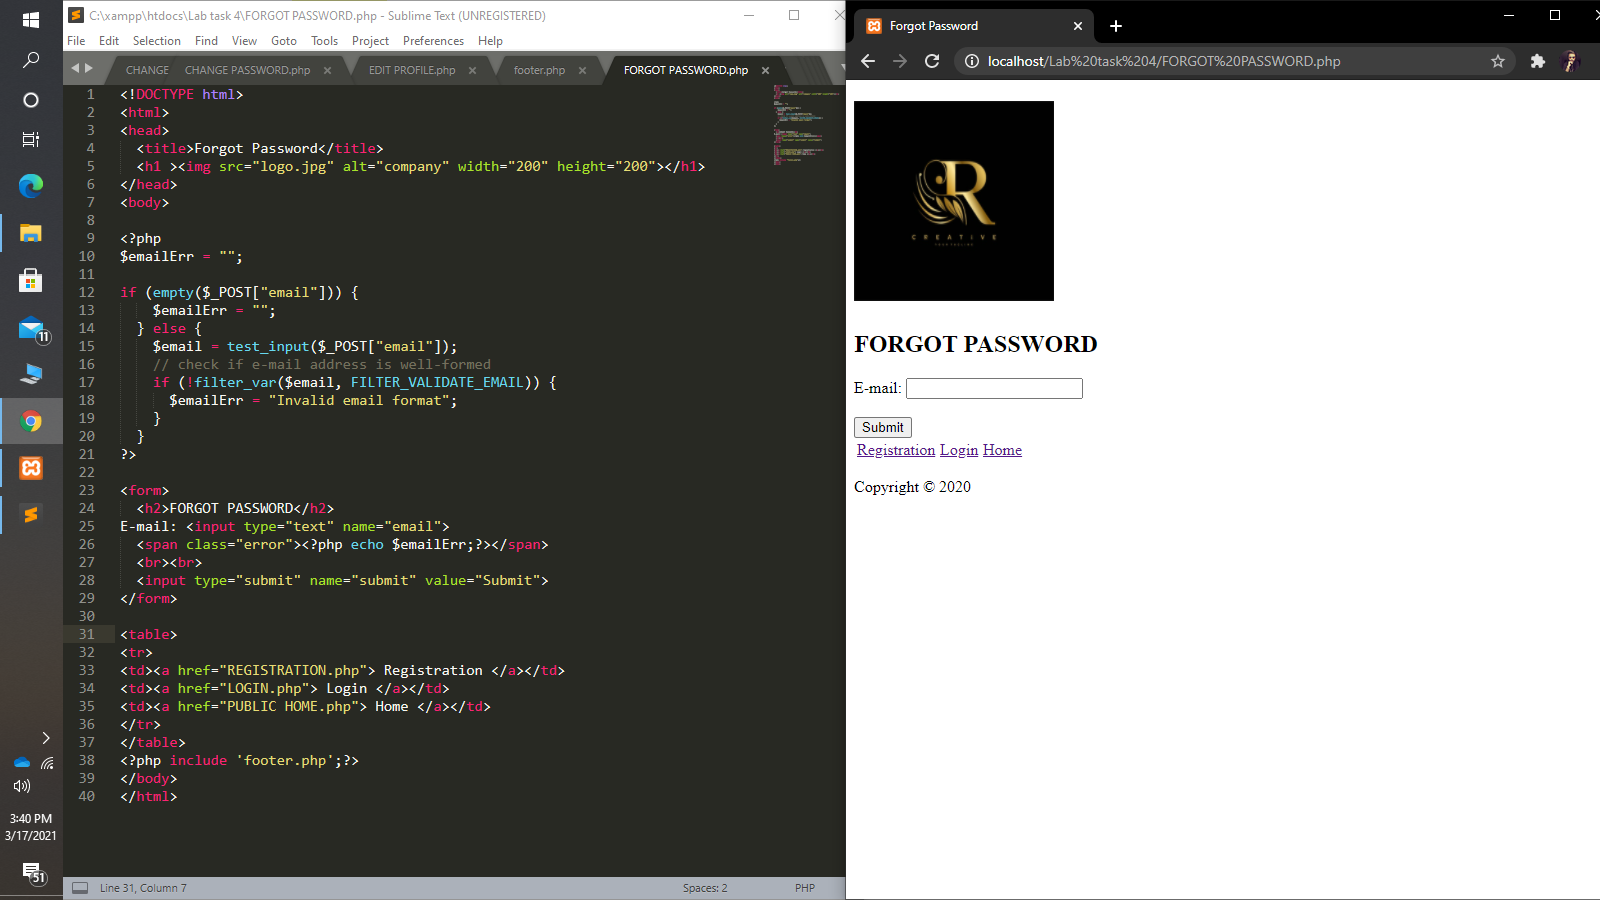 C:\xampp\htdocs\Lab task 4\FORGOT PASSWORD.php - Sublime Text (UNREGISTERED)
File Edit Selection Find View Goto Tools Project Preferences Help
CHANGE CHANGE PASSWORD.php EDIT PROFILE.php footer.php FORGOT PASSWORD.php
1 <!DOCTYPE html>
2 <html>
3 <head>
4 <title>Forgot Password</title>
5 <h1 ><img src="logo.jpg" alt="company" width="200" height="200"></h1>
6 </head>
7 <body>
8
9 <?php
10 $emailErr = "";
11
12 if (empty($_POST["email"])) {
13 $emailErr = "";
14 } else {
15 $email = test_input($_POST["email"]);
16 // check if e-mail address is well-formed
17 if (!filter_var($email, FILTER_VALIDATE_EMAIL)) {
18 $emailErr = "Invalid email format";
19 }
20 }
21 ?>
22
23 <form>
24 <h2>FORGOT PASSWORD</h2>
25 E-mail: <input type="text" name="email">
26 <span class="error"><?php echo $emailErr;?></span>
27 <br><br>
28 <input type="submit" name="submit" value="Submit">
29 </form>
30
31 <table>
32 <tr>
33 <td><a href="REGISTRATION.php"> Registration </a></td>
34 <td><a href="LOGIN.php"> Login </a></td>
35 <td><a href="PUBLIC HOME.php"> Home </a></td>
36 </tr>
37 </table>
38 <?php include 'footer.php';?>
39 </body>
40 </html>
Line 31, Column 7 Spaces: 2 PHP
11
3:40 PM
3/17/2021
51
Forgot Password
localhost/Lab%20task%204/FORGOT%20PASSWORD.php
R
CREATIVE
FORGOT PASSWORD
E-mail:
Submit
Registration Login Home
Copyright © 2020